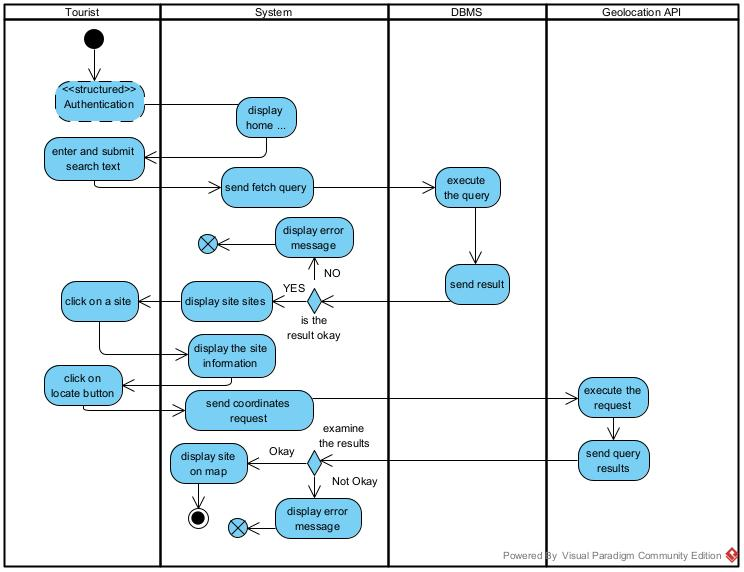 Tourist
System
DBMS
Geolocation API
<<structured>>
Authentication
display
home ...
enter and submit
search text
send fetch query
execute
the query
display error
message
NO
YES
send result
click on a site
display site sites
is the
result okay
display the site
information
click on
locate button
send coordinates
request
execute the
request
examine
the results
Okay
display site
on map
send query
results
Not Okay
display error
message
Powered By Visual Paradigm Community Edition